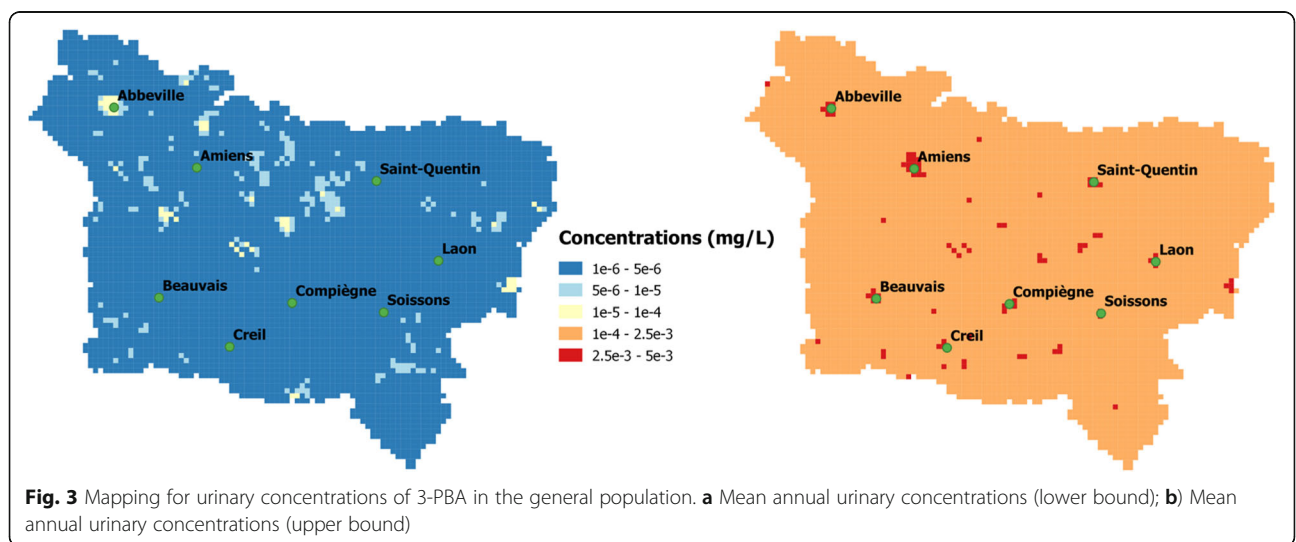 Abbeville
Amiens
Saint-Quentin
Laon
Beauvais
Compiègne
Soissons
Creil
Concentrations (mg/L)
1e-6 - 5e-6
5e-6 - 1e-5
1e-5 - 1e-4
1e-4 - 2.5e-3
2.5e-3 - 5e-3
Abbeville
Amiens
Saint-Quentin
Laon
Beauvais
Compiègne
Soissons
Creil
Fig. 3 Mapping for urinary concentrations of 3-PBA in the general population. a Mean annual urinary concentrations (lower bound); b) Mean
annual urinary concentrations (upper bound)